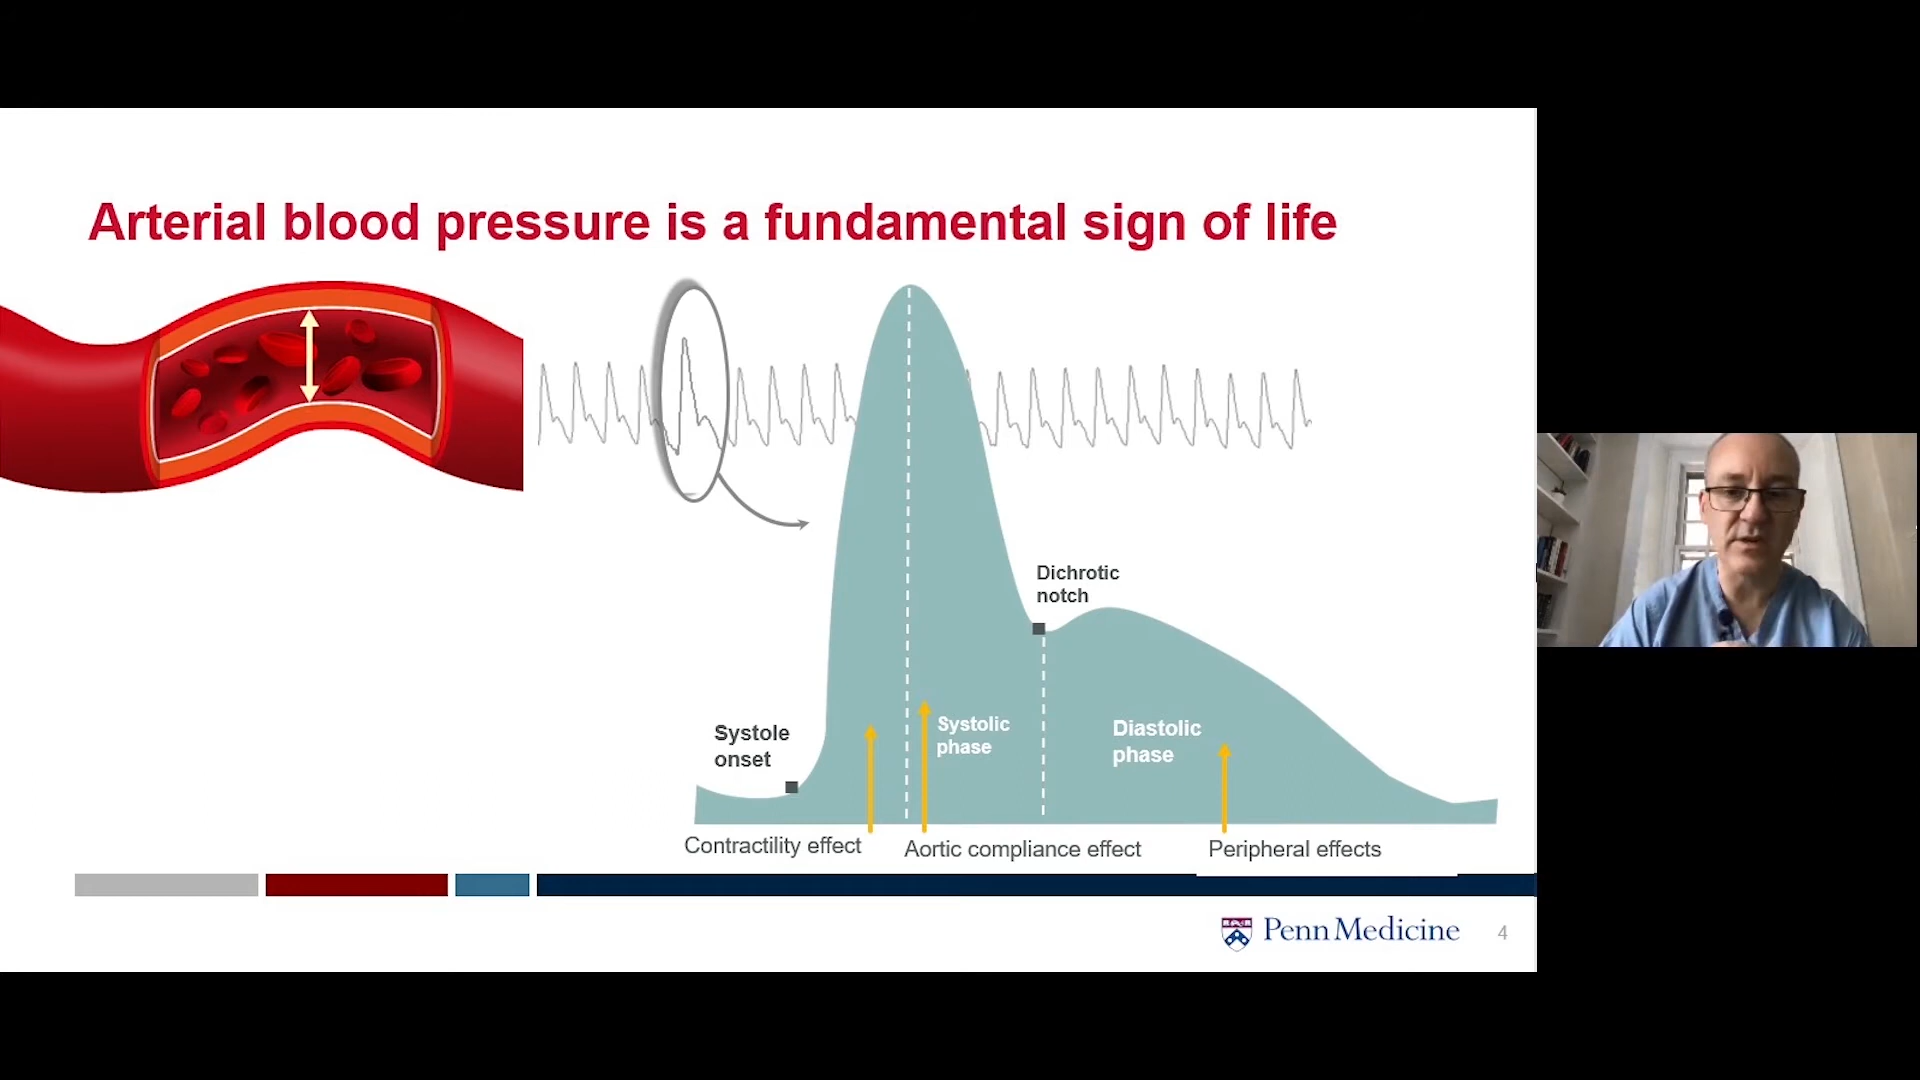 Arterial blood pressure is a fundamental sign of life
Dichrotic
notch
Systole
onset
Systolic
phase
Diastolic
phase
Contractility effect
Aortic compliance effect
Peripheral effects
Penn Medicine
4